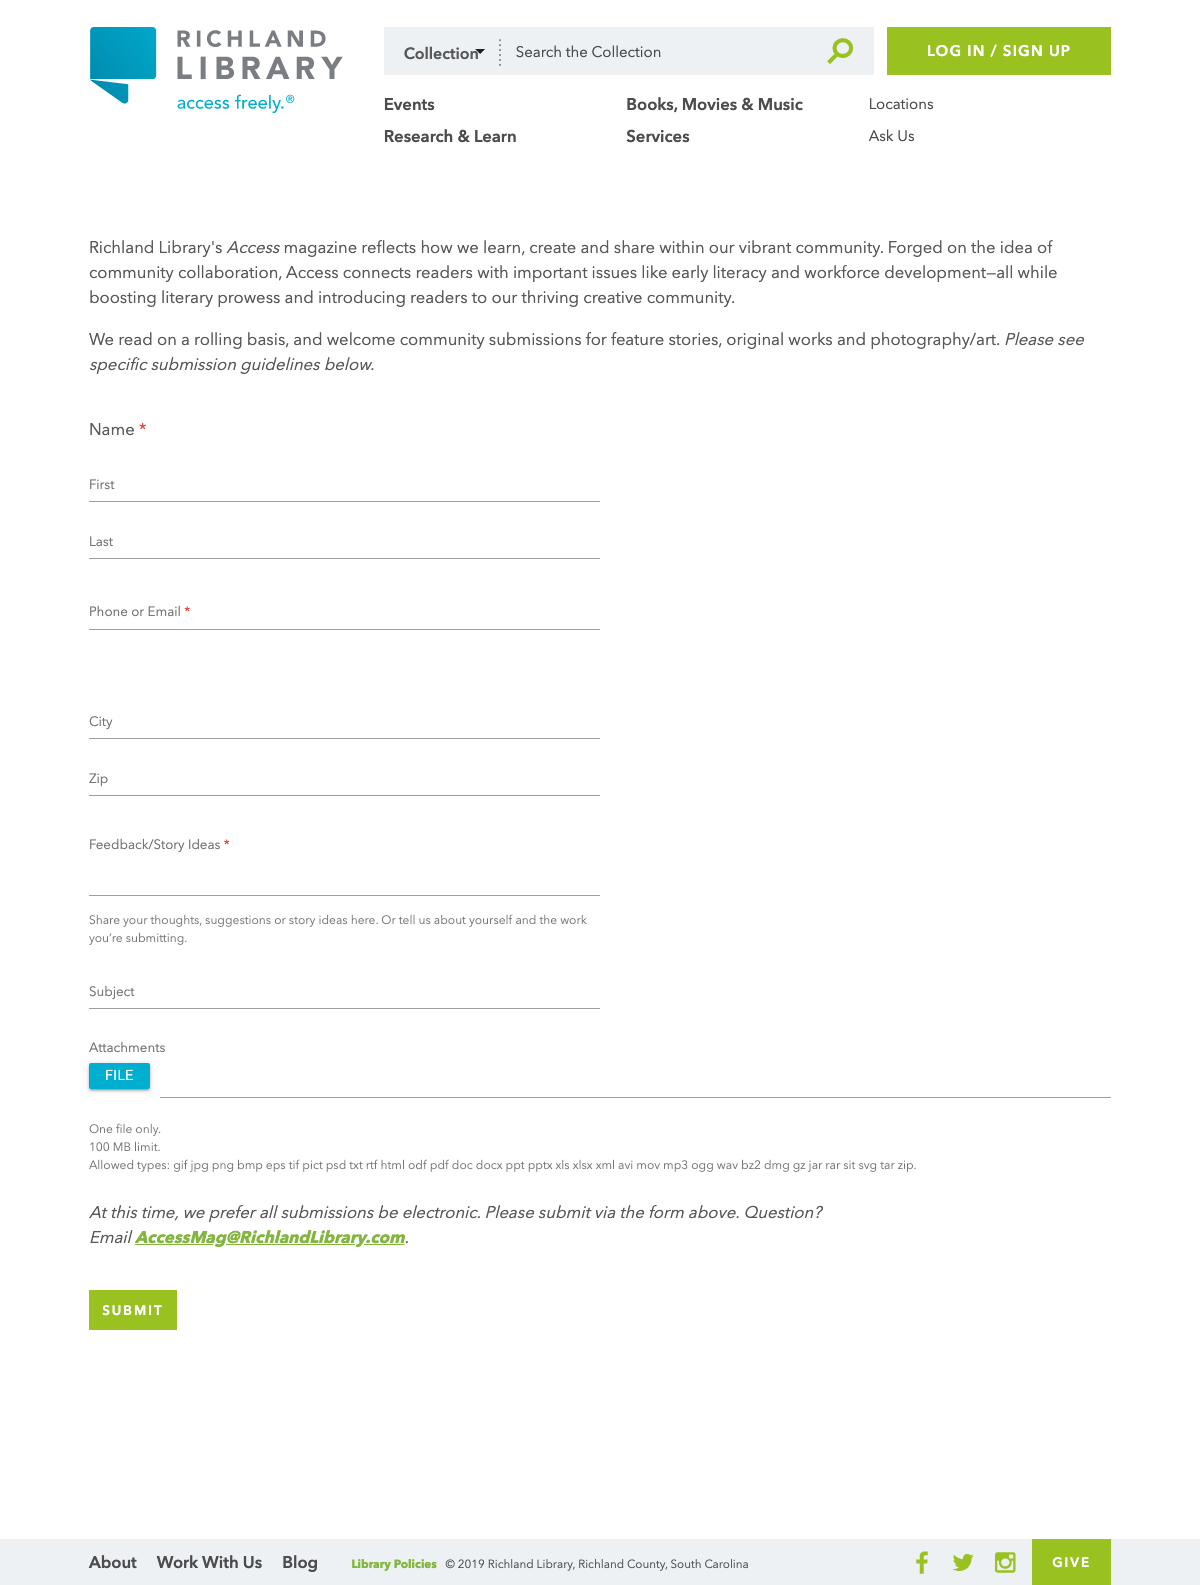 RICHLAND
LIBRARY
access freely.®
Collection
Search the Collection
LOG IN / SIGN UP
Events
Books, Movies & Music
Locations
Research & Learn
Services
Ask Us
Richland Library's Access magazine reflects how we learn, create and share within our vibrant community. Forged on the idea of
community collaboration, Access connects readers with important issues like early literacy and workforce development—all while
boosting literary prowess and introducing readers to our thriving creative community.
We read on a rolling basis, and welcome community submissions for feature stories, original works and photography/art. Please see
specific submission guidelines below.
Name *
First
Last
Phone or Email *
City
Zip
Feedback/Story Ideas *
Share your thoughts, suggestions or story ideas here. Or tell us about yourself and the work
you're submitting.
Subject
Attachments
FILE
One file only.
100 MB limit.
Allowed types: gif jpg png bmp eps tif pict psd txt rtf html odf pdf doc docx ppt pptx xls xlsx xml avi mov mp3 ogg wav bz2 dmg gz jar rar sit svg tar zip.
At this time, we prefer all submissions be electronic. Please submit via the form above. Question?
Email AccessMag@RichlandLibrary.com.
SUBMIT
About
Work With Us
Blog
Library Policies
© 2019 Richland Library, Richland County, South Carolina
GIVE